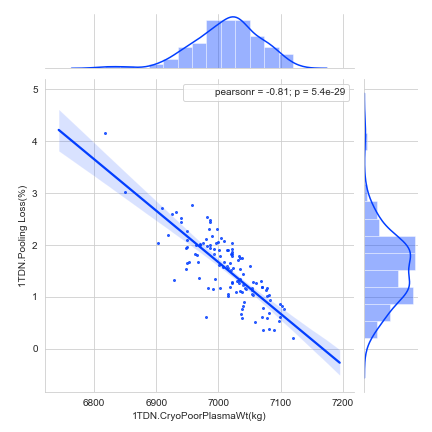 pearsonr = -0.81; p = 5.4e-29
5
4
3
2
1
0
1TDN.Pooling Loss(%)
6800 6900 7000 7100 7200
1TDN.CryoPoorPlasmaWt(kg)